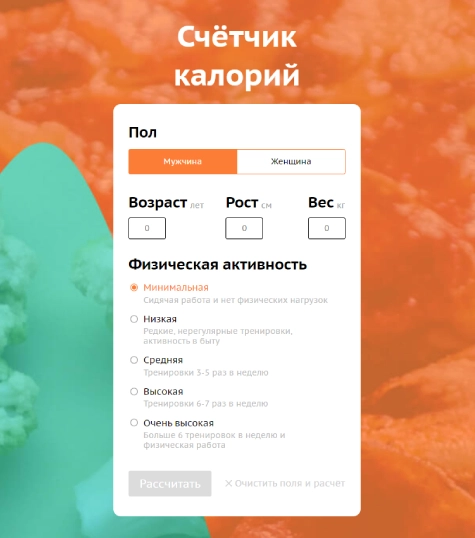 Счётчик
калорий
Пол
Мужчина Женщина
Возраст лет Рост см Вес кг
0 0 0
Физическая активность
Минимальная
Сидячая работа и нет физических нагрузок
Низкая
Редкие, нерегулярные тренировки,
активность в быту
Средняя
Тренировки 3-5 раз в неделю
Высокая
Тренировки 6-7 раз в неделю
Очень высокая
Больше 6 тренировок в неделю и
физическая работа
Рассчитать Очистить поля и расчёт